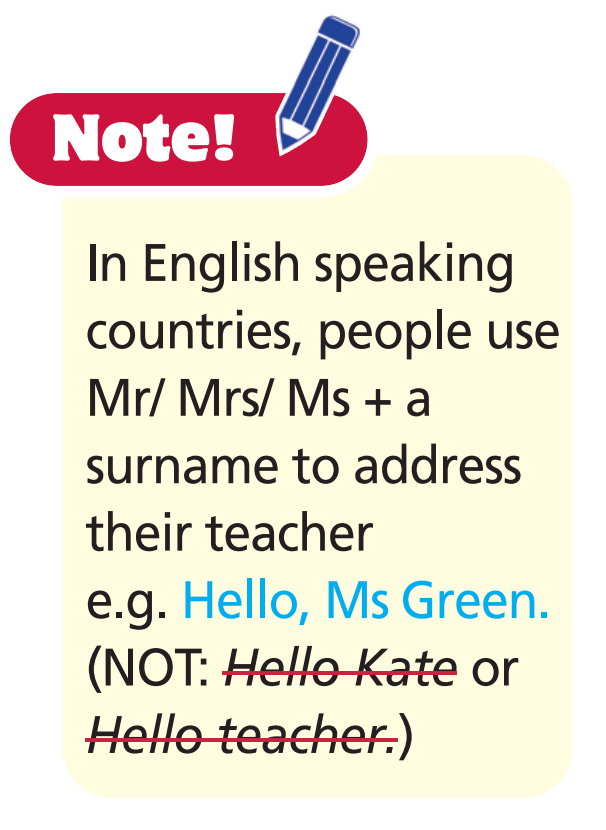 Note!
In English speaking
countries, people use
Mr/ Mrs/ Ms + a
surname to address
their teacher
e.g. Hello, Ms Green.
(NOT: Hello Kate or
Hello teacher.)